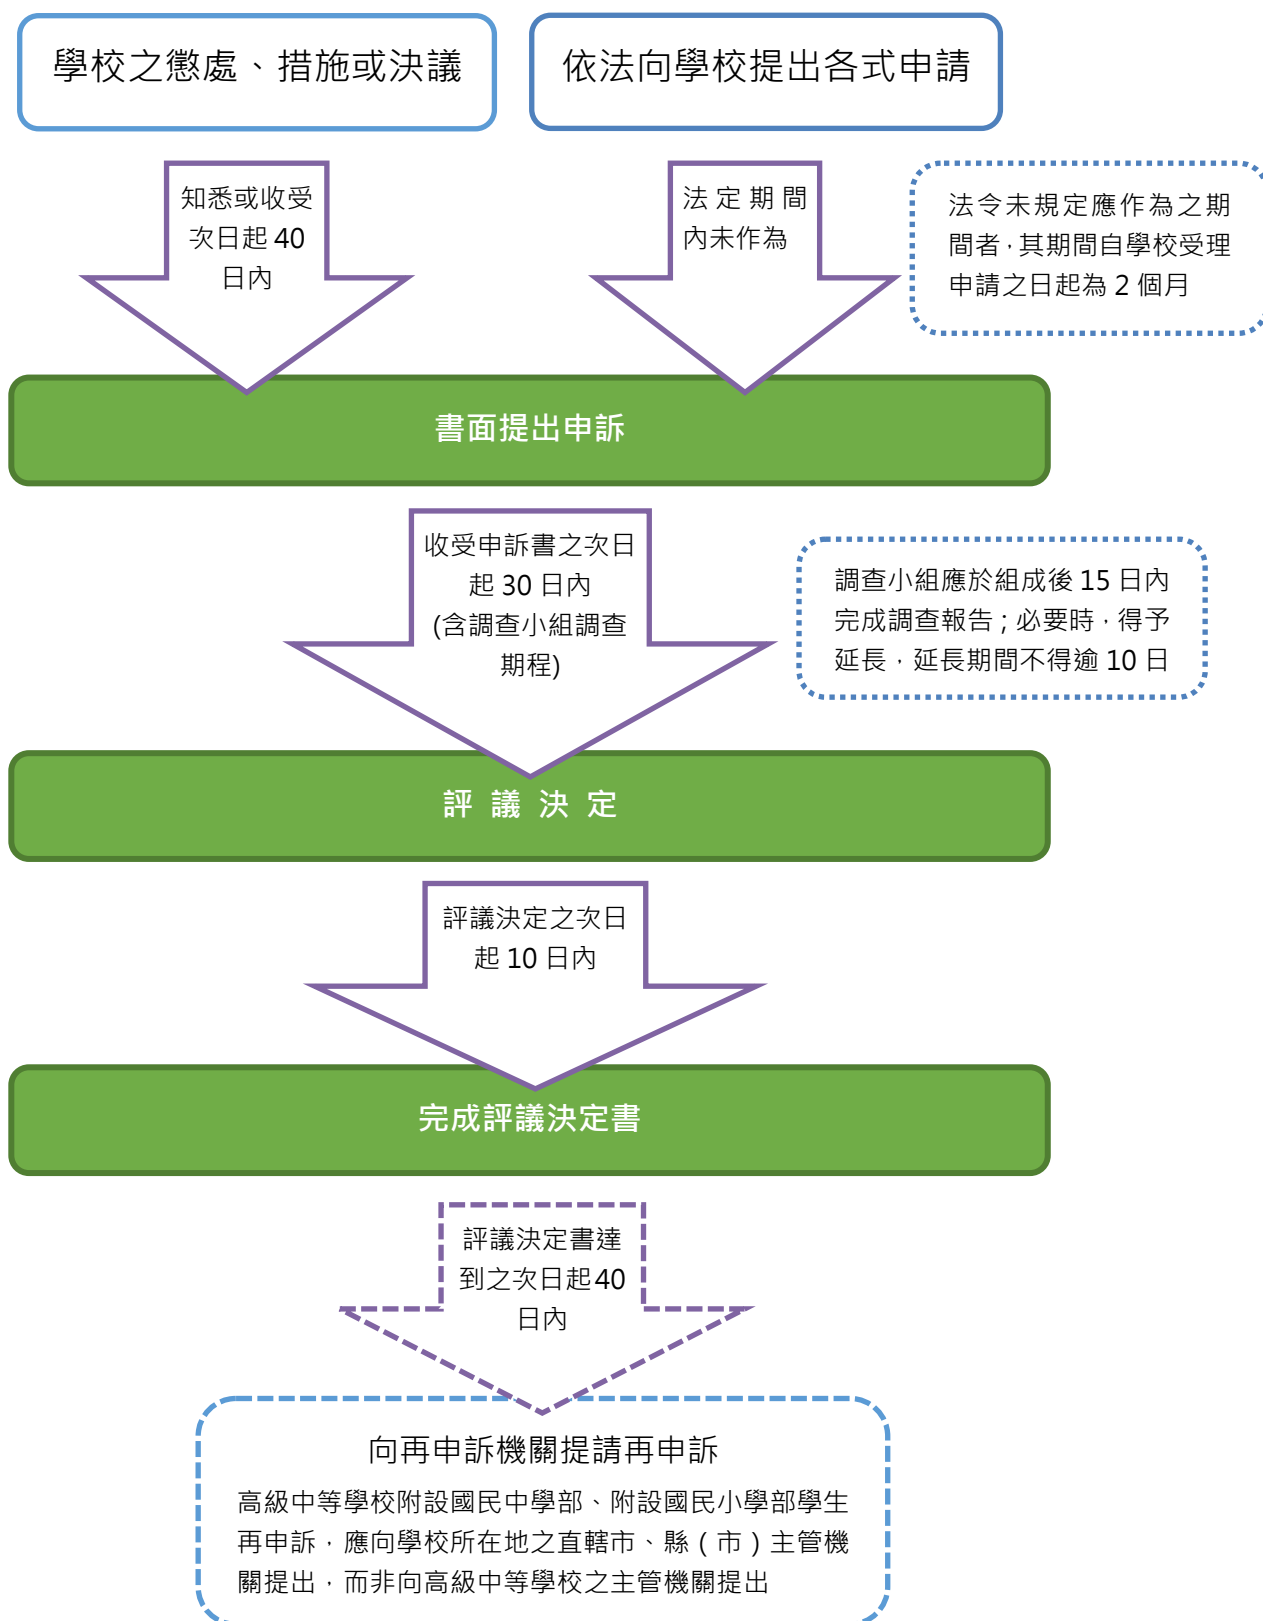 學校之懲處、措施或決議
依法向學校提出各式申請
知悉或收受
次日起 40
日內
法定期間
內未作為
法令未規定應作為之期
間者，其期間自學校受理
申請之日起為 2 個月
書面提出申訴
收受申訴書之次日
起 30 日內
(含調查小組調查
期程)
調查小組應於組成後 15 日內
完成調查報告；必要時，得予
延長，延長期間不得逾 10 日
評 議 決 定
評議決定之次日
起 10 日內
完成評議決定書
評議決定書達
到之次日起 40
日內
向再申訴機關提請再申訴
高級中等學校附設國民中學部、附設國民小學部學生
再申訴，應向學校所在地之直轄市、縣（市）主管機
關提出，而非向高級中等學校之主管機關提出